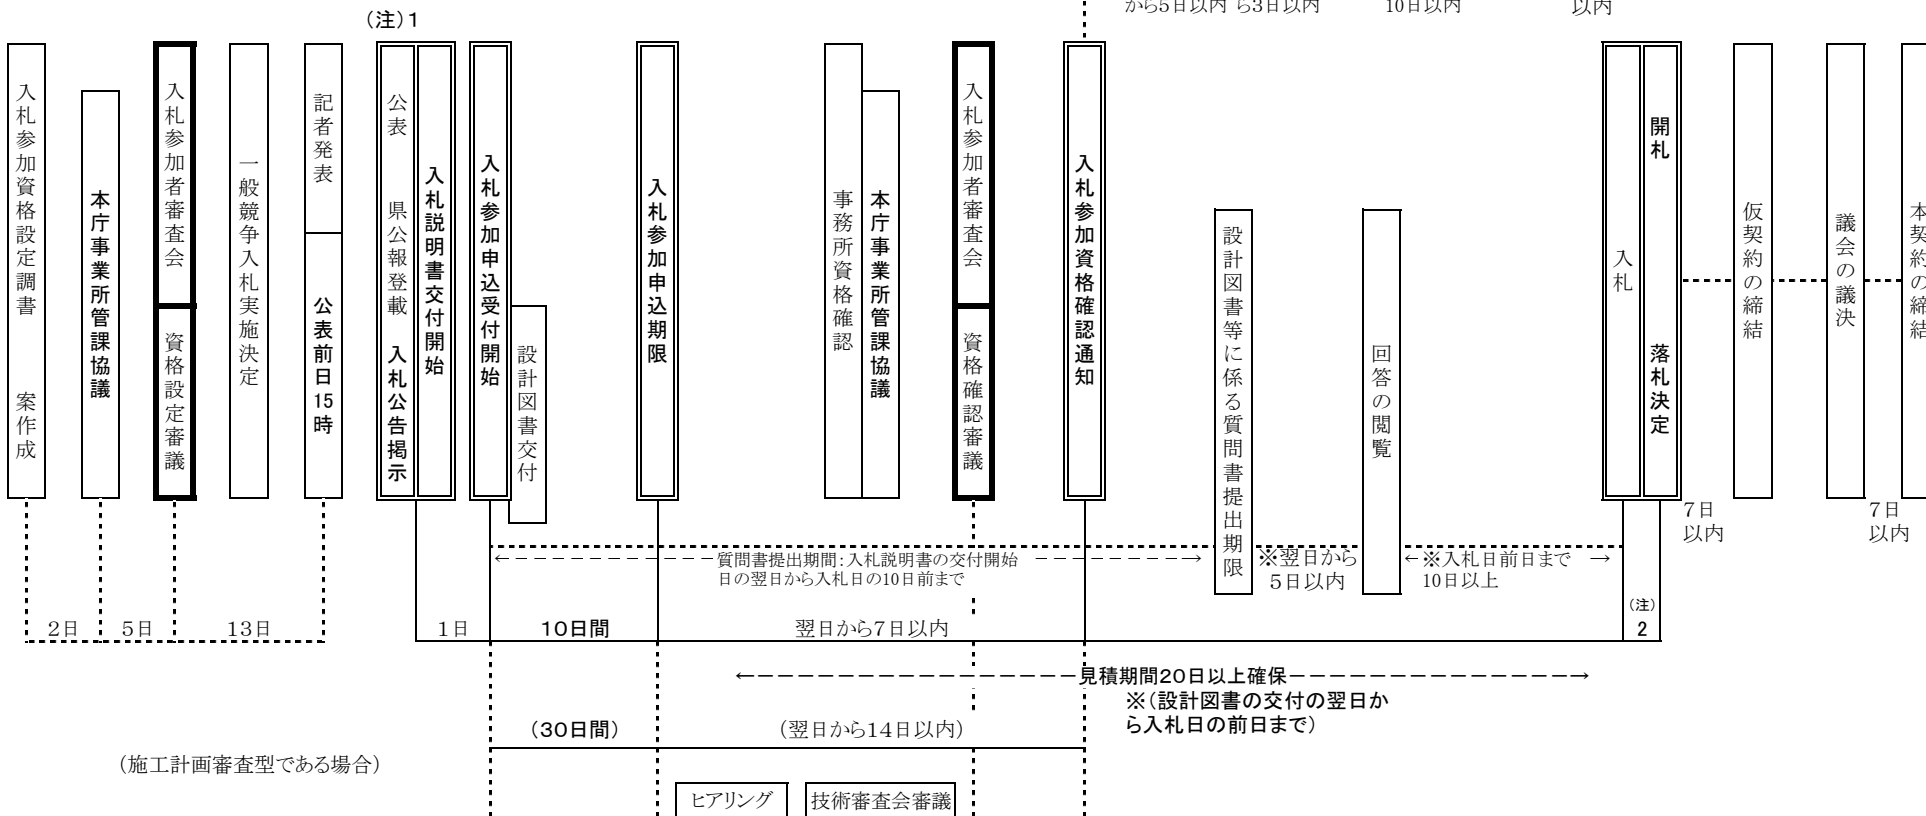 から5日以内 ら3日以内 10日以内 以内
(注)1
入札参加資格設定調書 案作成
本庁事業所管課協議
入札参加者審査会
資格設定審議
一般競争入札実施決定
記者発表
公表前日15時
公表 県公報登載 入札公告掲示
入札説明書交付開始
入札参加申込受付開始
設計図書交付
入札参加申込期限
事務所資格確認
本庁事業所管課協議
入札参加者審査会
資格確認審議
入札参加資格確認通知
設計図書等に係る質問書提出期限
回答の閲覧
入札
開札 落札決定
仮契約の締結
議会の議決
本契約の締結
7日
以内
7日
以内
←－－－－－－－質問書提出期間：入札説明書の交付開始－－－－－－→
日の翌日から入札日の10日前まで
※翌日から
5日以内
←※入札日前日まで →
10日以上
(注)
2
2日 5日 13日 1日 10日間 翌日から7日以内
←－－－－－－－－－－－－－－－－－見積期間20日以上確保－－－－－－－－－－－－－－→
※(設計図書の交付の翌日か
ら入札日の前日まで)
(30日間) (翌日から14日以内)
(施工計画審査型である場合)
ヒアリング 技術審査会審議